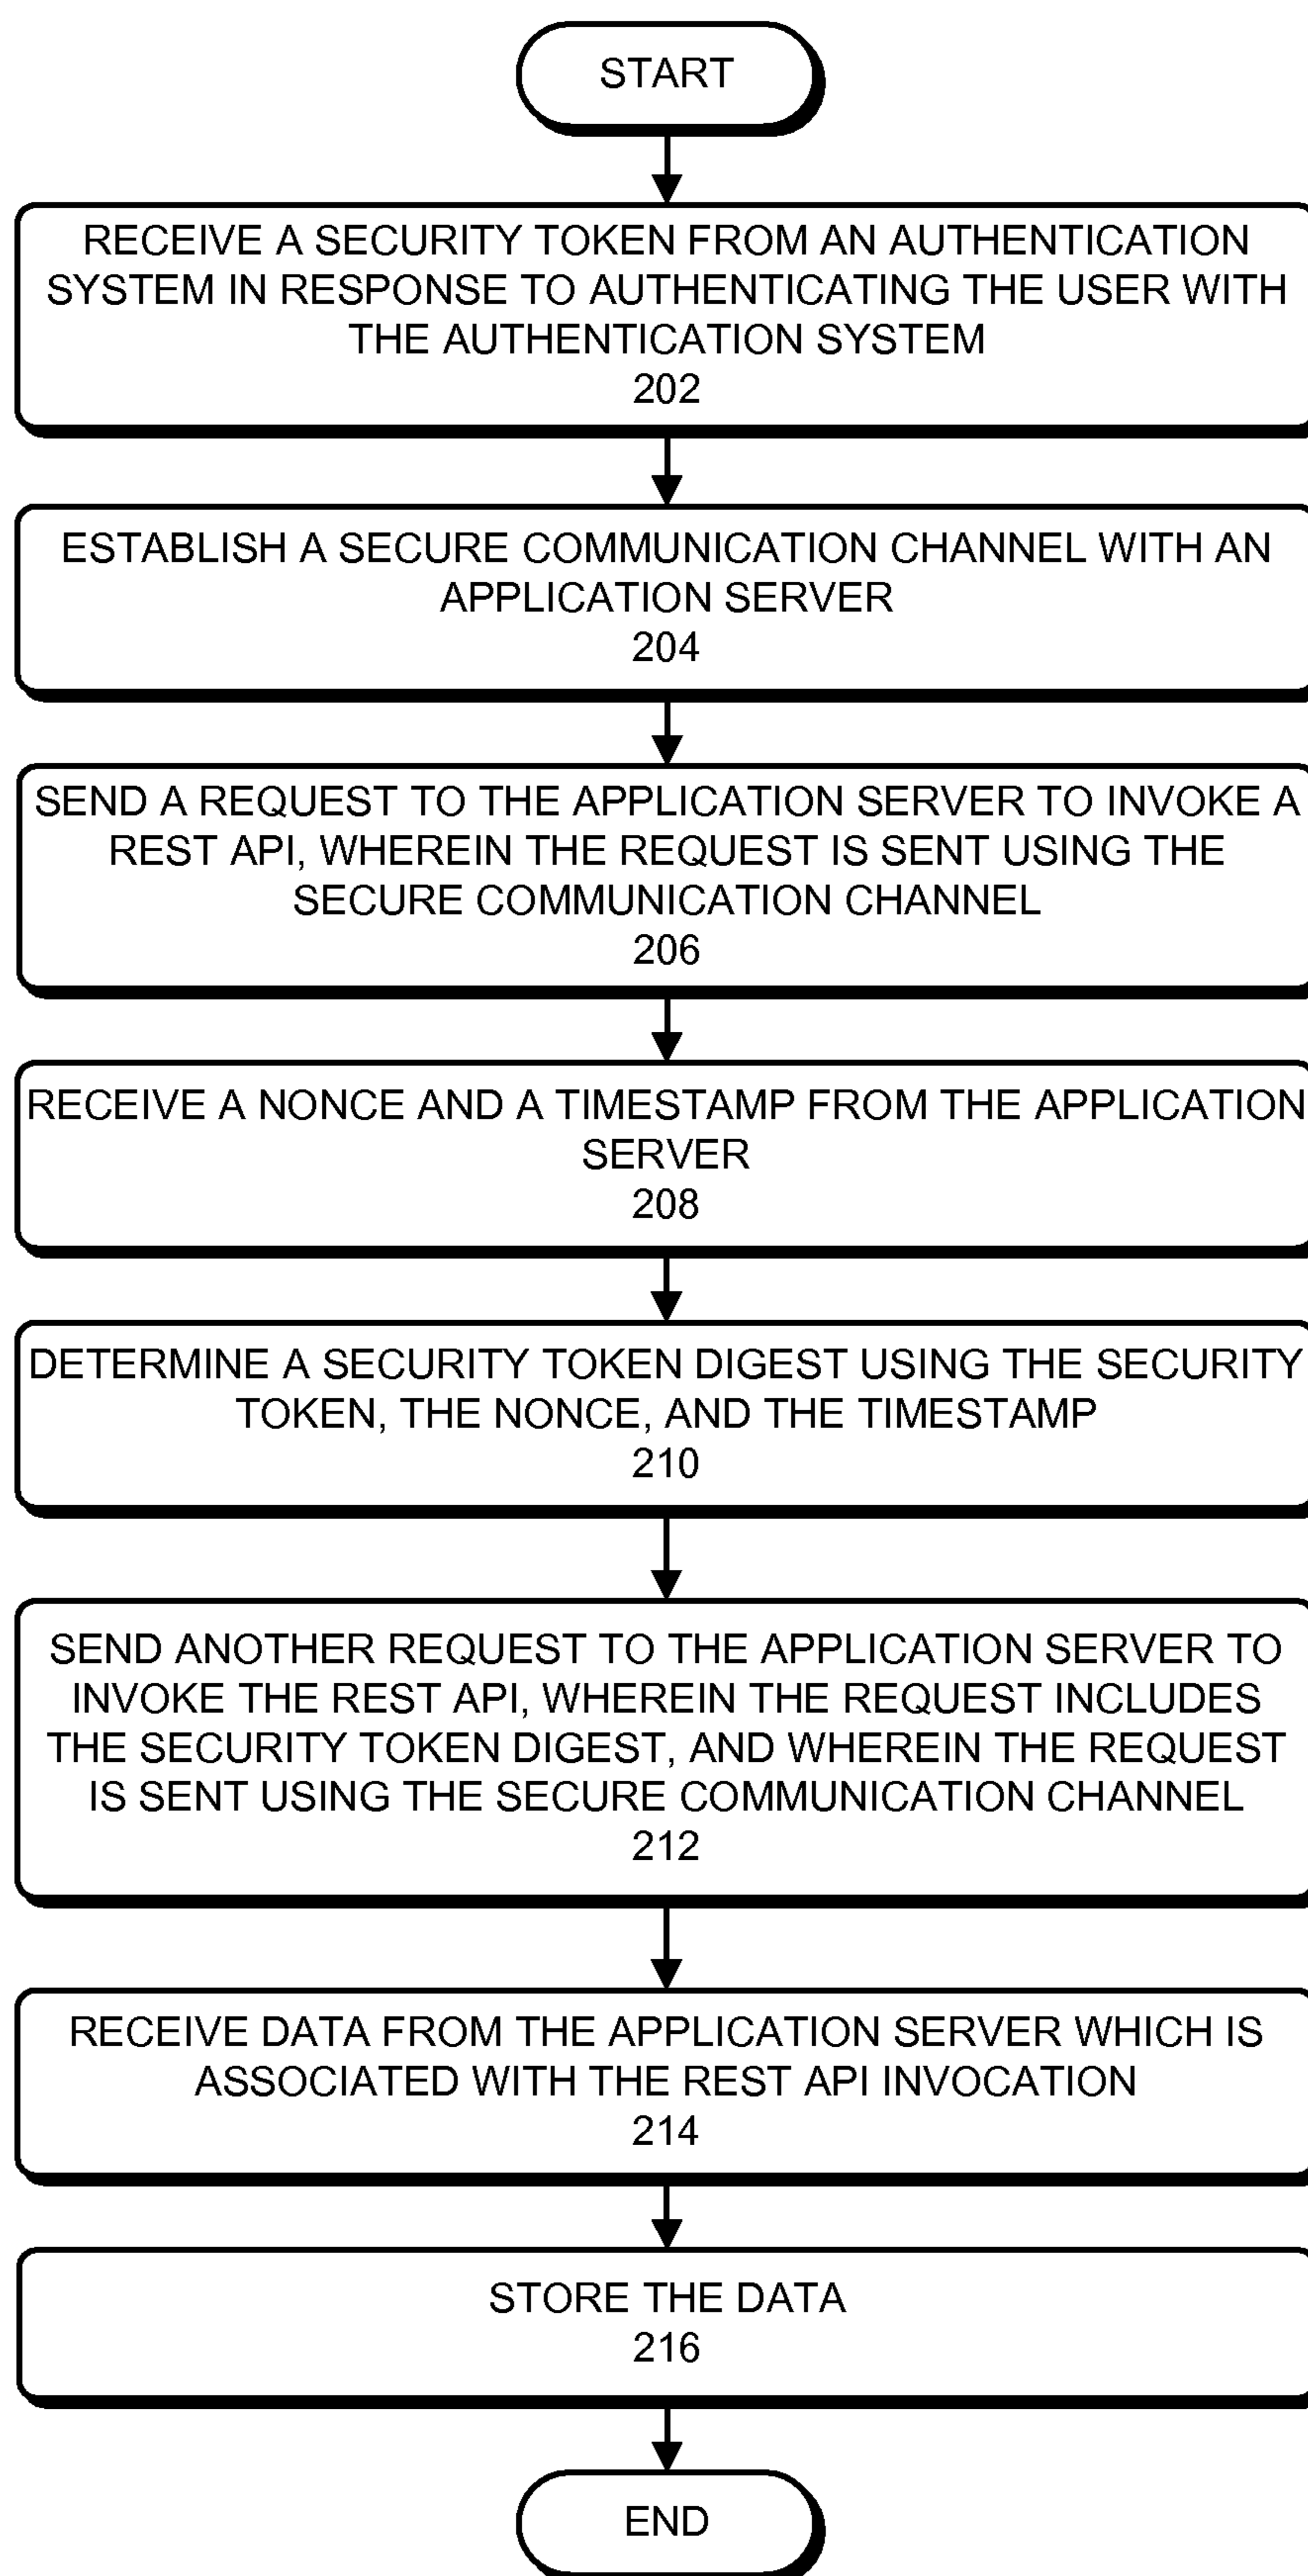 START
RECEIVE A SECURITY TOKEN FROM AN AUTHENTICATION
SYSTEM IN RESPONSE TO AUTHENTICATING THE USER WITH
THE AUTHENTICATION SYSTEM
202
ESTABLISH A SECURE COMMUNICATION CHANNEL WITH AN
APPLICATION SERVER
204
SEND A REQUEST TO THE APPLICATION SERVER TO INVOKE A
REST API, WHEREIN THE REQUEST IS SENT USING THE
SECURE COMMUNICATION CHANNEL
206
RECEIVE A NONCE AND A TIMESTAMP FROM THE APPLICATION
SERVER
208
DETERMINE A SECURITY TOKEN DIGEST USING THE SECURITY
TOKEN, THE NONCE, AND THE TIMESTAMP
210
SEND ANOTHER REQUEST TO THE APPLICATION SERVER TO
INVOKE THE REST API, WHEREIN THE REQUEST INCLUDES
THE SECURITY TOKEN DIGEST, AND WHEREIN THE REQUEST
IS SENT USING THE SECURE COMMUNICATION CHANNEL
212
RECEIVE DATA FROM THE APPLICATION SERVER WHICH IS
ASSOCIATED WITH THE REST API INVOCATION
214
STORE THE DATA
216
END